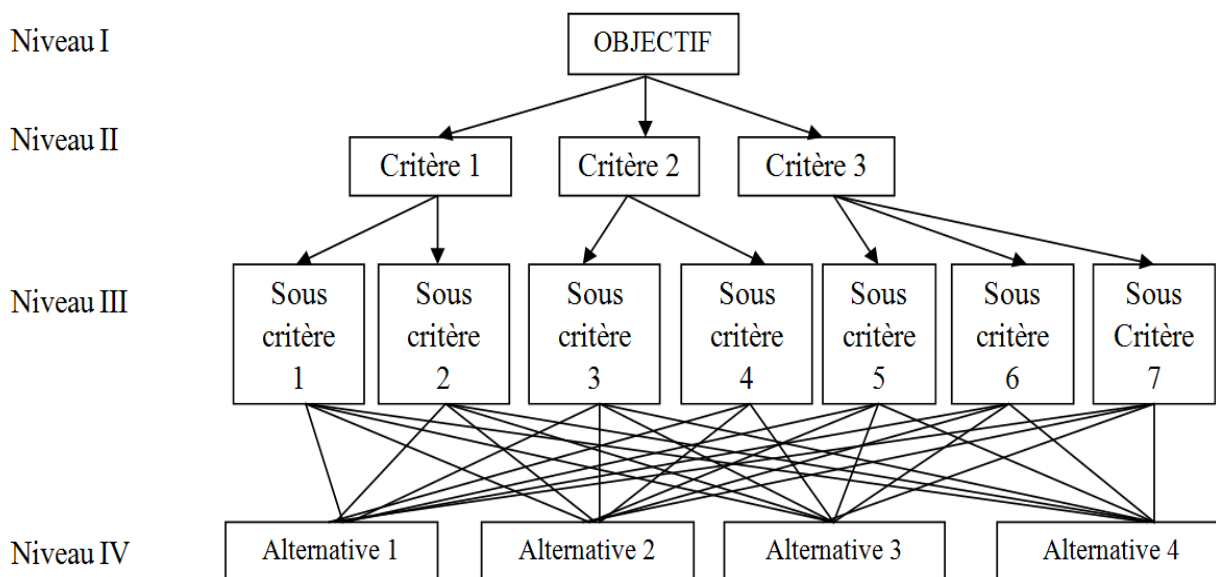 Niveau I
OBJECTIF
Niveau II
Critère 1
Critère 2
Critère 3
Niveau III
Sous
critère
1
Sous
critère
2
Sous
critère
3
Sous
critère
4
Sous
critère
5
Sous
critère
6
Sous
Critère
7
Niveau IV
Alternative 1
Alternative 2
Alternative 3
Alternative 4